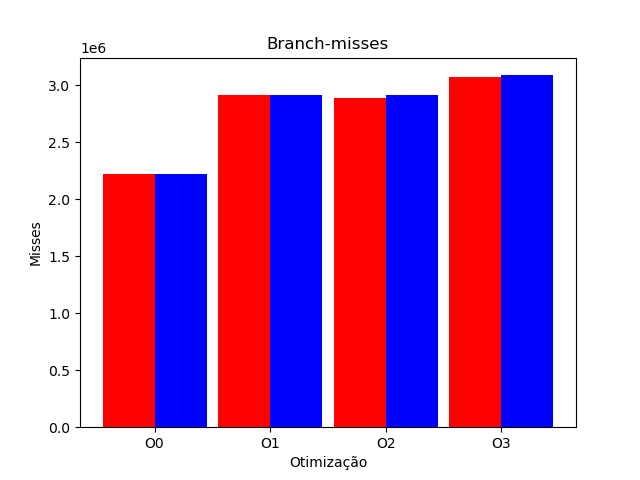 Branch-misses
1e6
3.0
2.5
2.0
1.5
1.0
0.5
0.0
Misses
O0 O1 O2 O3
Otimização